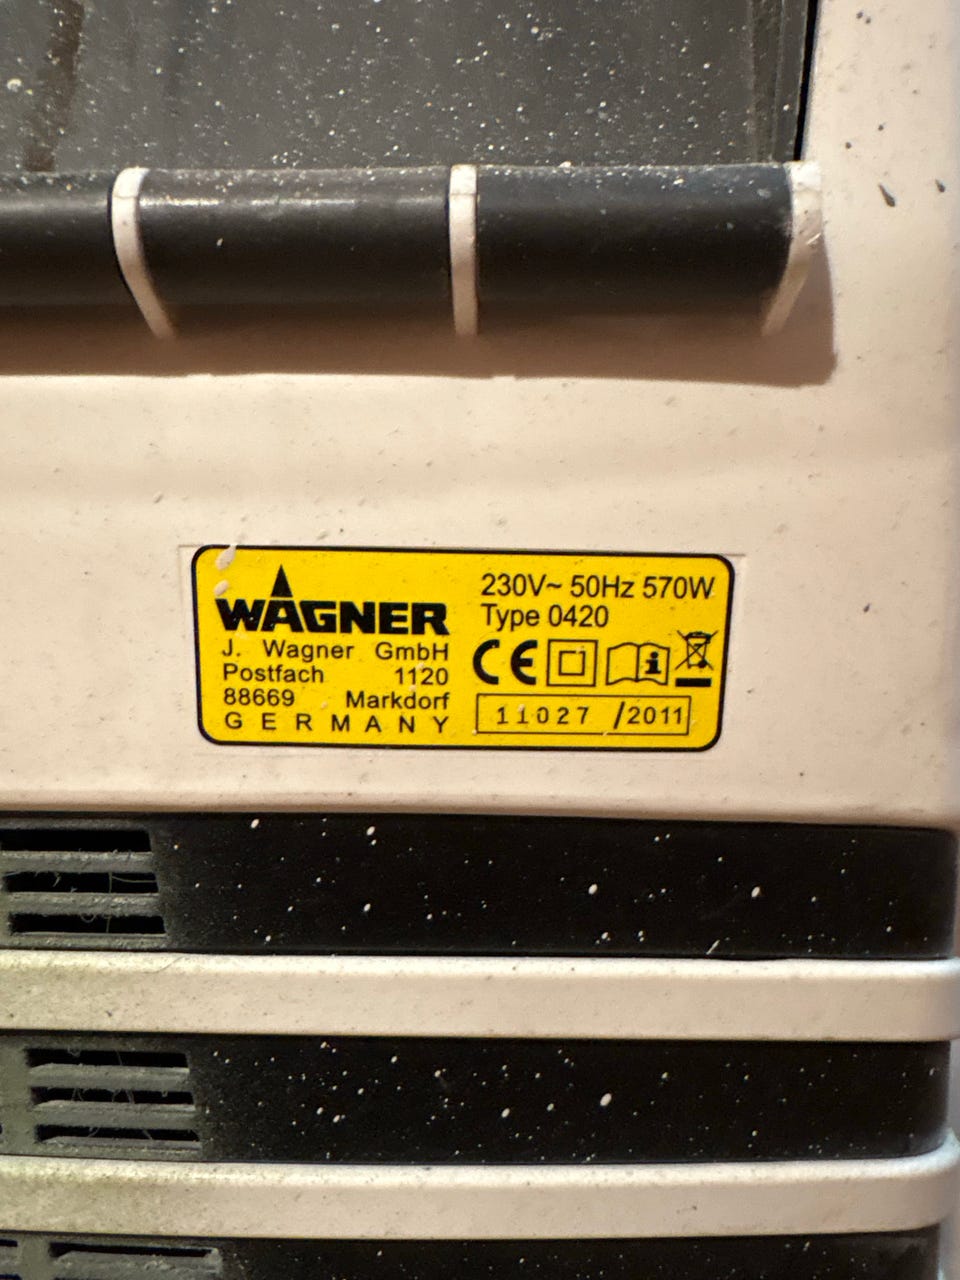 WAGNER
J. Wagner GmbH
Postfach 1120
88669 Markdorf
GERMANY
230V~ 50Hz 570W
Type 0420
CE
i
11027 /2011